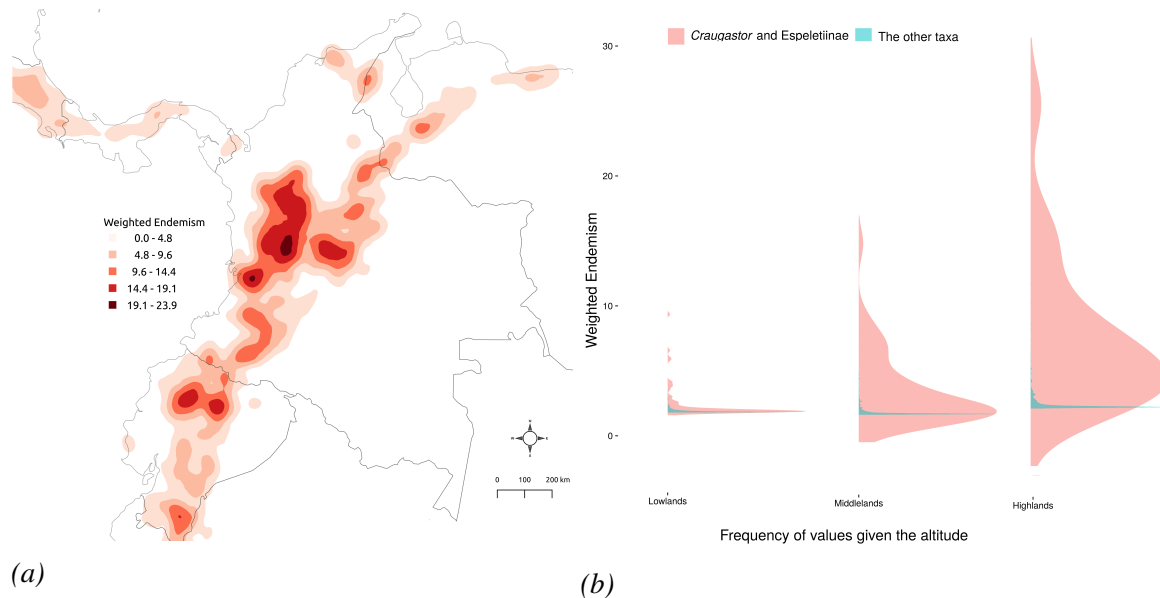 Weighted Endemism
0.0 - 4.8
4.8 - 9.6
9.6 - 14.4
14.4 - 19.1
19.1 - 23.9
0 100 200 km
(a)
Craugastor and Espeletiinae
The other taxa
30
20
10
0
Weighted Endemism
Lowlands
Middlelands
Highlands
Frequency of values given the altitude
(b)